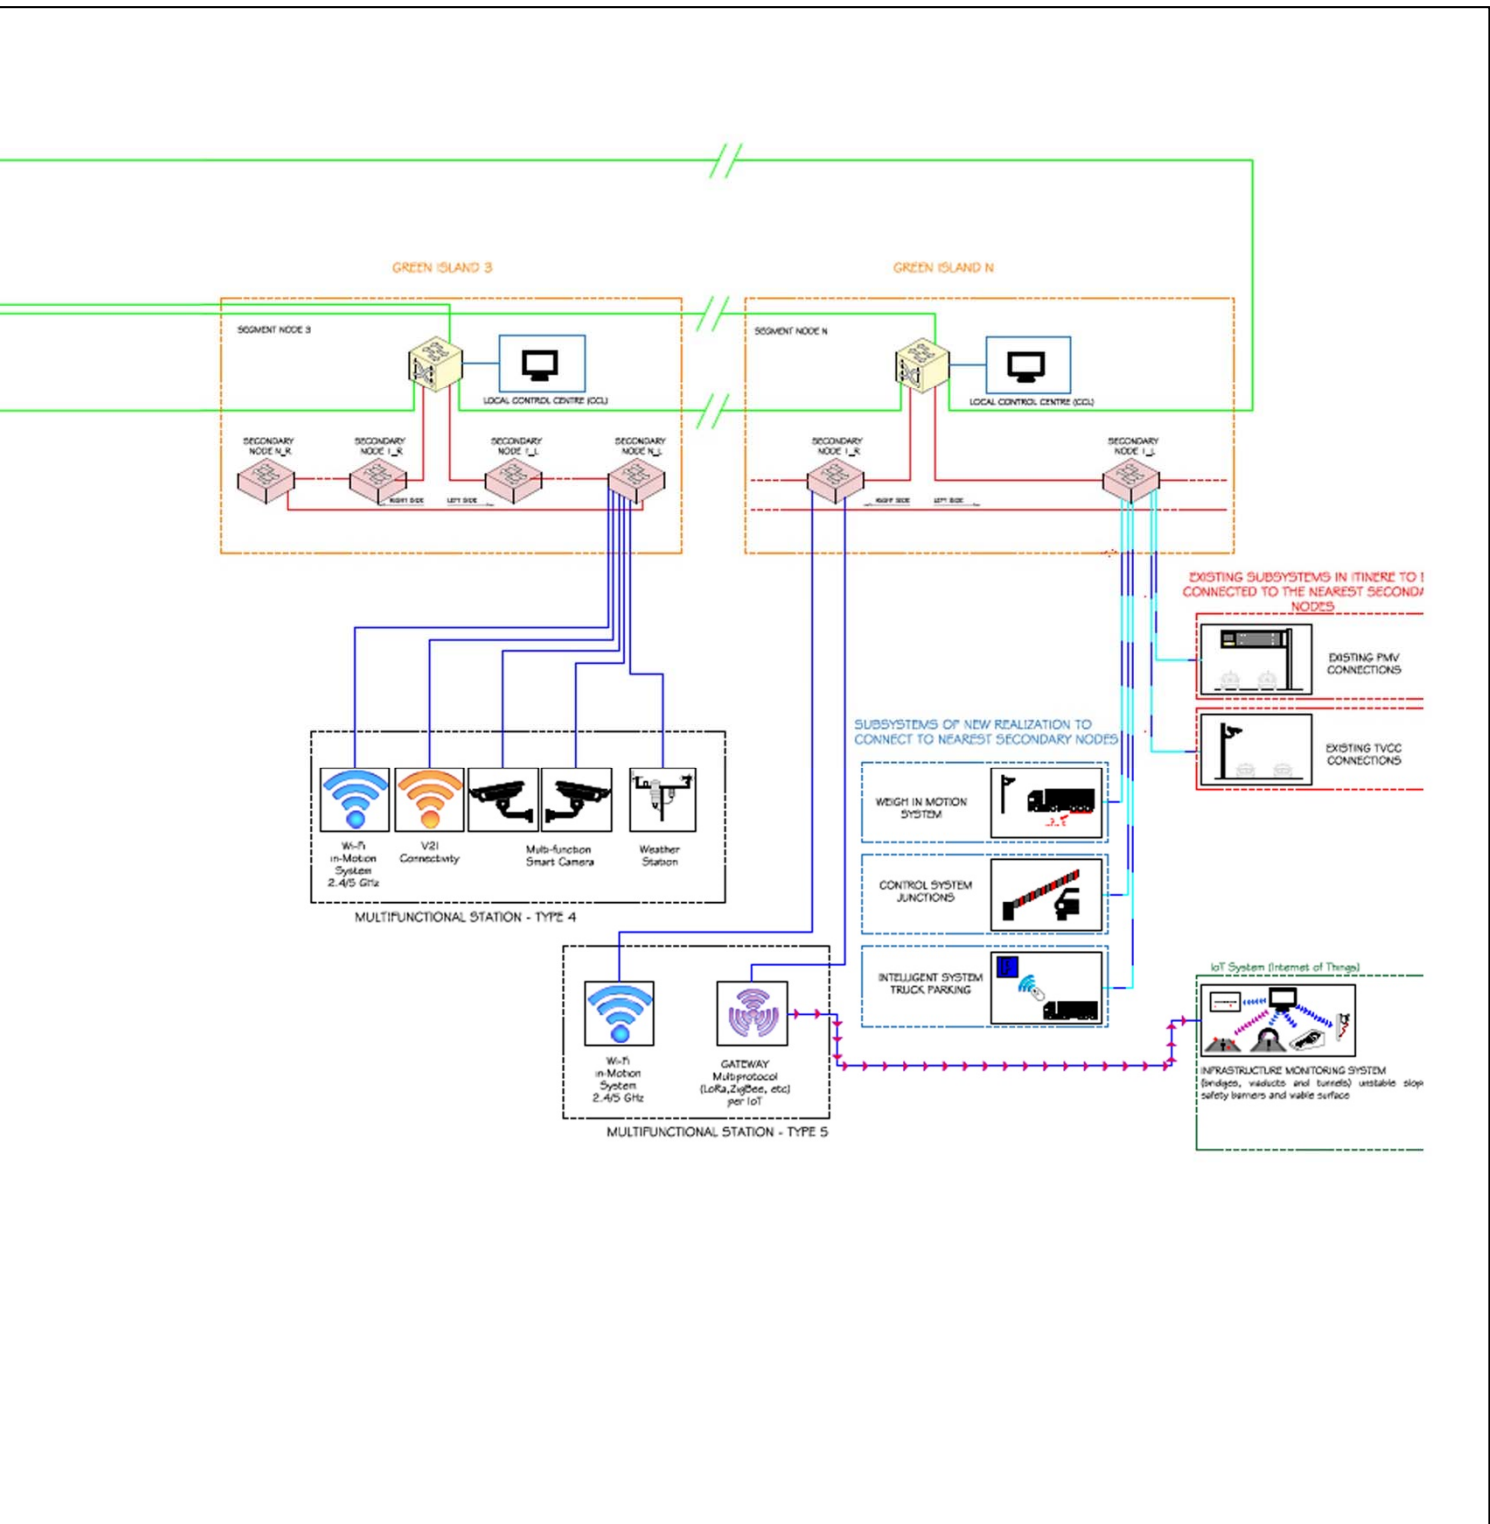 GREEN ISLAND 3
GREEN ISLAND N
SEGMENT NODE 3
SEGMENT NODE N
LOCAL CONTROL CENTRE (CCL)
LOCAL CONTROL CENTRE (CCL)
SECONDARY
NODE N_R
SECONDARY
NODE 1_R
SECONDARY
NODE 1_L
SECONDARY
NODE N_L
SECONDARY
NODE 1_R
SECONDARY
NODE 1_L
RIGHT SIDE
LEFT SIDE
RIGHT SIDE
LEFT SIDE
EXISTING SUBSYSTEMS IN ITINERE TO
CONNECTED TO THE NEAREST SECONDA
NODES
EXISTING PMV
CONNECTIONS
EXISTING TVCC
CONNECTIONS
SUBSYSTEMS OF NEW REALIZATION TO
CONNECT TO NEAREST SECONDARY NODES
WEIGH IN MOTION
SYSTEM
CONTROL SYSTEM
JUNCTIONS
INTELLIGENT SYSTEM
TRUCK PARKING
Wi-Fi
in-Motion
System
2.4/5 GHz
V2I
Connectivity
Multi-function
Smart Camera
Weather
Station
MULTIFUNCTIONAL STATION - TYPE 4
Wi-Fi
in-Motion
System
2.4/5 GHz
GATEWAY
Multiprotocol
(LoRa,ZigBee, etc)
per IoT
MULTIFUNCTIONAL STATION - TYPE 5
IoT System (Internet of Things)
INFRASTRUCTURE MONITORING SYSTEM
(bridges, viaducts and tunnels) unstable slop
safety barriers and viable surface